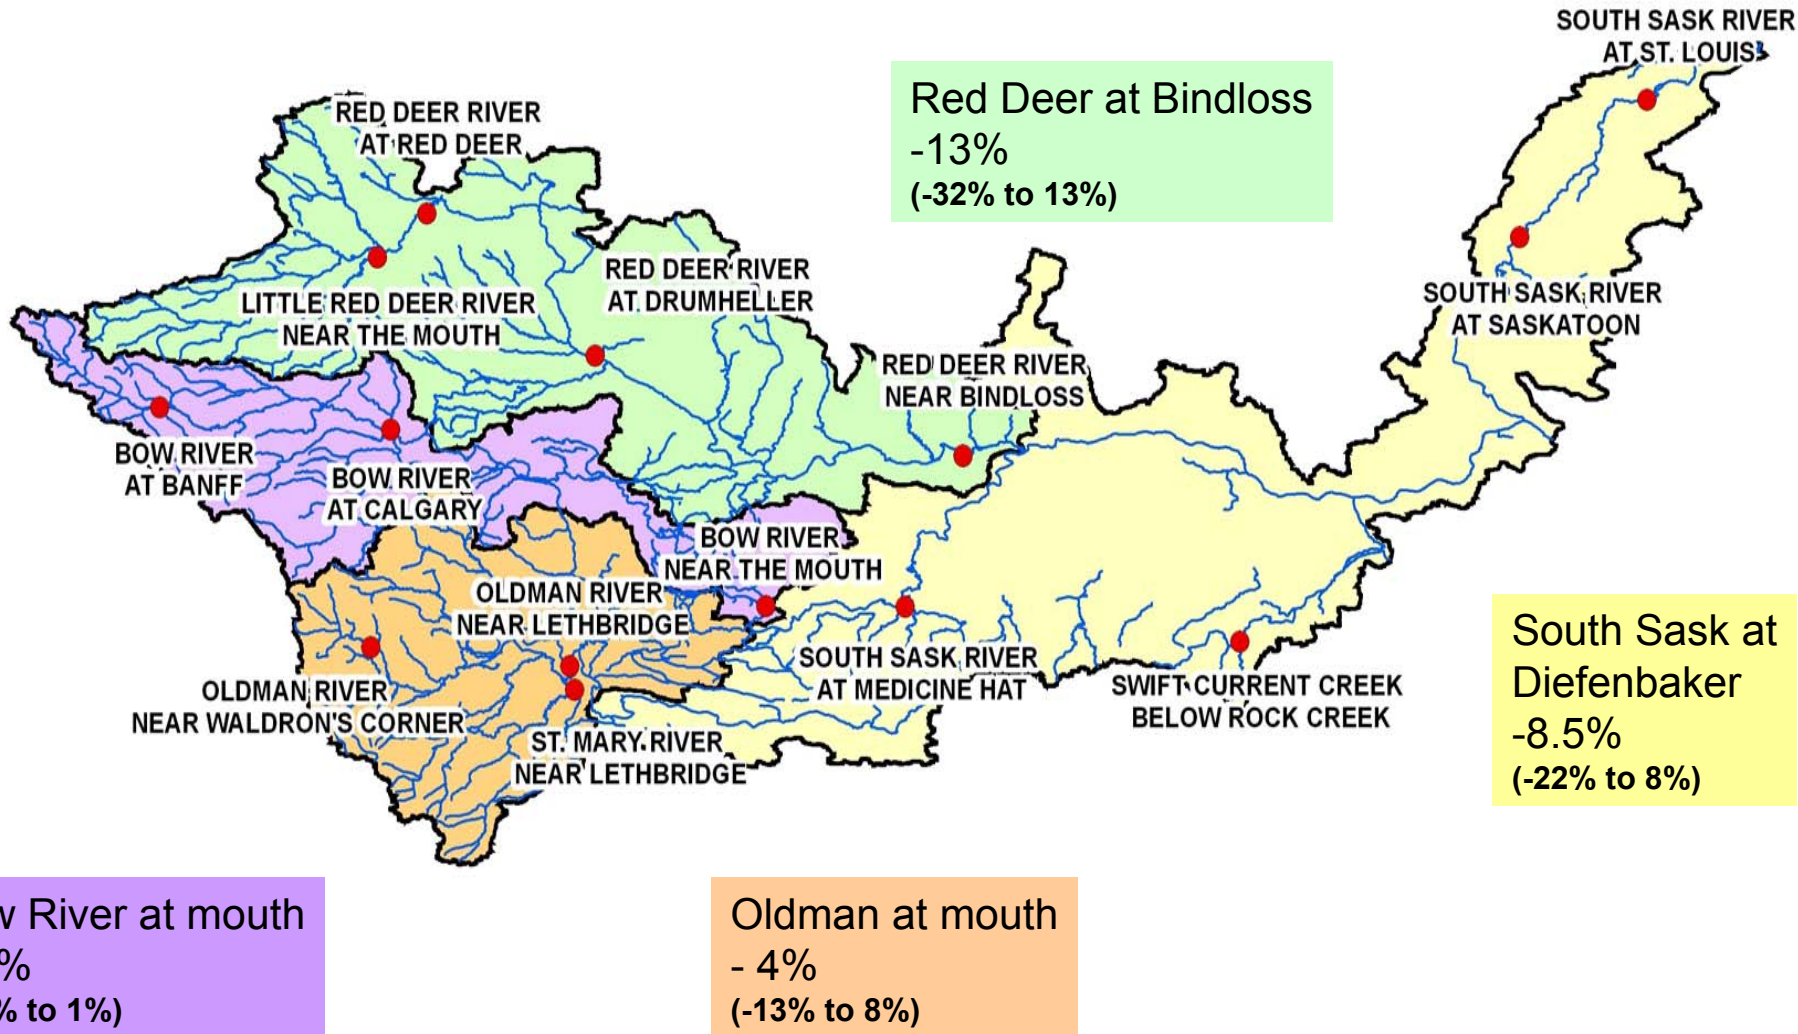 SOUTH SASK RIVER
AT ST. LOUIS
Red Deer at Bindloss
-13%
(-32% to 13%)
RED DEER RIVER
AT RED DEER
RED DEER RIVER
AT DRUMHELLER
LITTLE RED DEER RIVER
NEAR THE MOUTH
SOUTH SASK RIVER
AT SASKATOON
RED DEER RIVER
NEAR BINDLOSS
BOW RIVER
AT BANFF
BOW RIVER
AT CALGARY
BOW RIVER
NEAR THE MOUTH
OLDMAN RIVER
NEAR LETHBRIDGE
SOUTH SASK RIVER
AT MEDICINE HAT
SWIFT CURRENT CREEK
BELOW ROCK CREEK
OLDMAN RIVER
NEAR WALDRON'S CORNER
ST. MARY RIVER
NEAR LETHBRIDGE
South Sask at
Diefenbaker
-8.5%
(-22% to 8%)
w River at mouth
%
% to 1%)
Oldman at mouth
- 4%
(-13% to 8%)